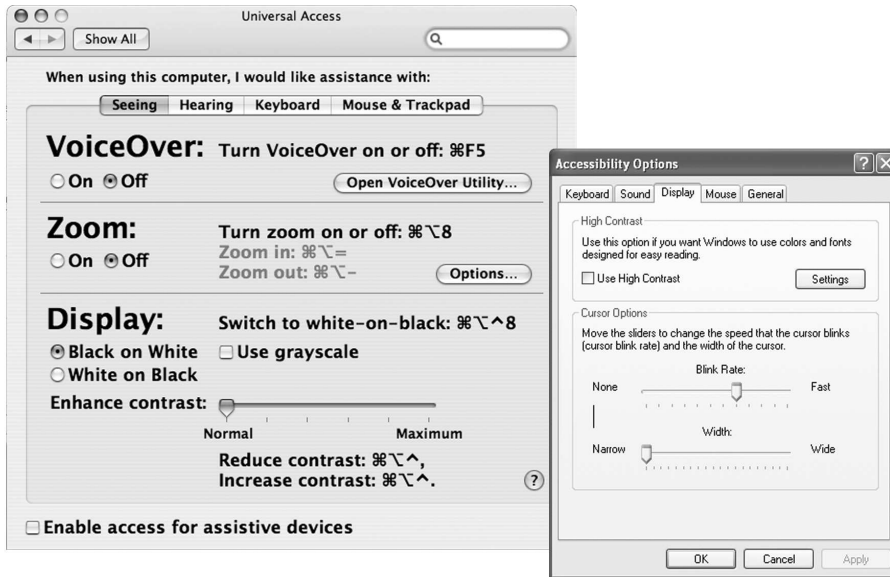 Universal Access
Show All
When using this computer, I would like assistance with:
Seeing Hearing Keyboard Mouse & Trackpad
VoiceOver: Turn VoiceOver on or off: ⌘F5
On Off Open VoiceOver Utility...
Zoom: Turn zoom on or off: ⌘⌥8
On Off Zoom in: ⌘⌥=
Zoom out: ⌘⌥- Options...
Display: Switch to white-on-black: ⌘⌥^8
Black on White Use grayscale
White on Black
Enhance contrast:
Normal Maximum
Reduce contrast: ⌘⌥^,
Increase contrast: ⌘⌥^.
?
Enable access for assistive devices
Accessibility Options ? X
Keyboard Sound Display Mouse General
High Contrast
Use this option if you want Windows to use colors and fonts
designed for easy reading.
Use High Contrast Settings
Cursor Options
Move the sliders to change the speed that the cursor blinks
(cursor blink rate) and the width of the cursor.
Blink Rate:
None Fast
Width:
Narrow Wide
OK Cancel Apply